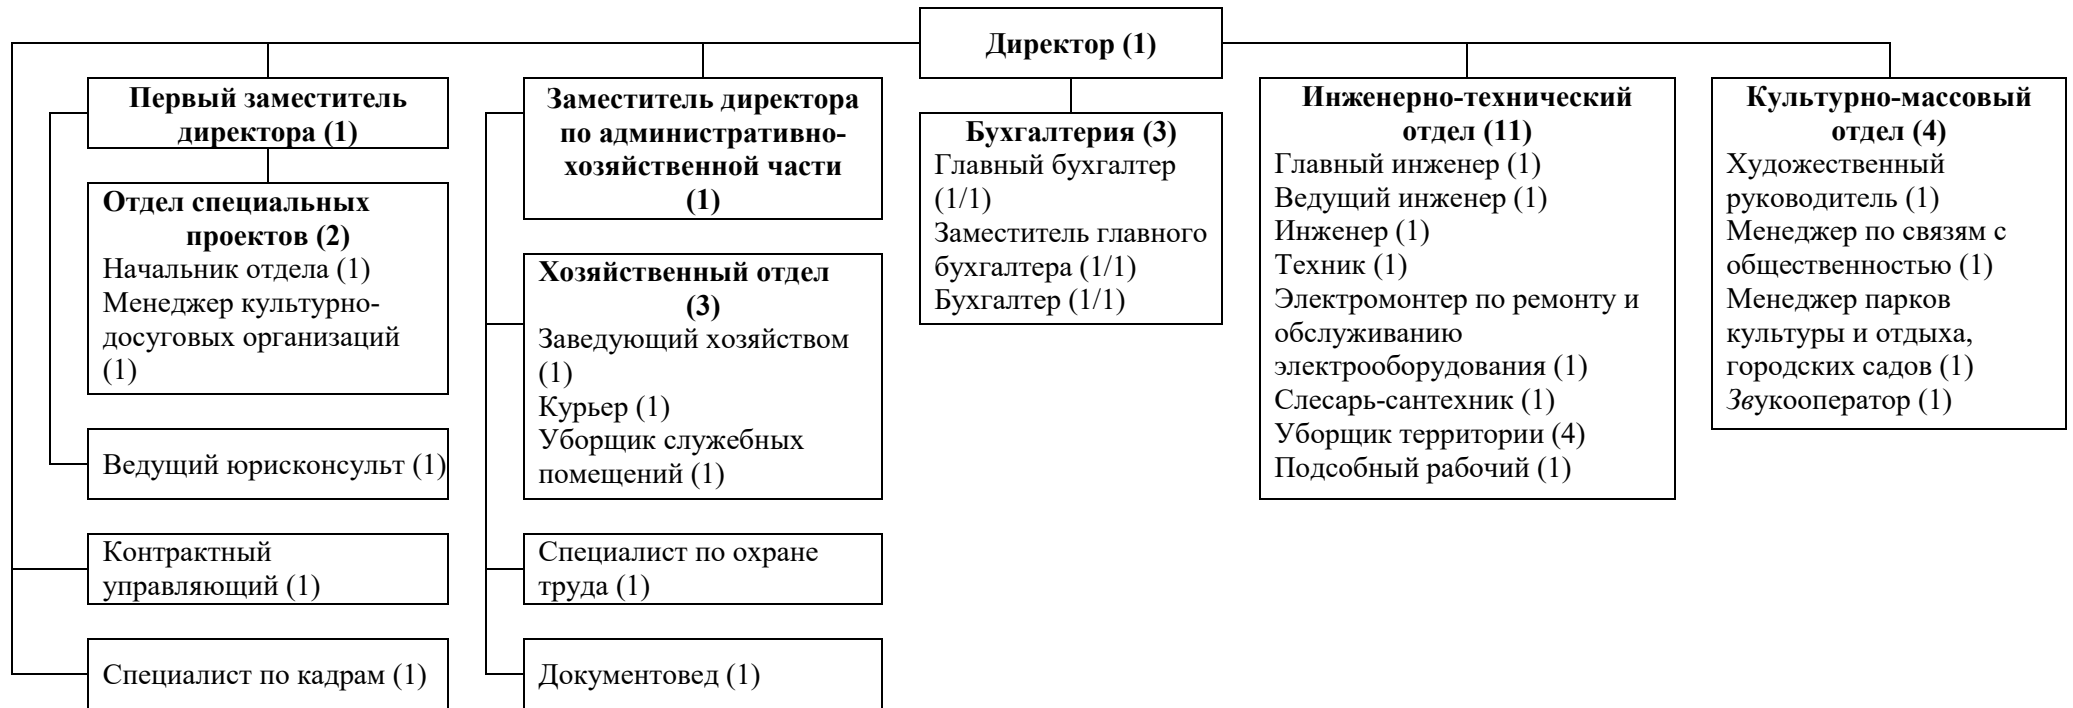 Директор (1)
Первый заместитель
директора (1)
Отдел специальных
проектов (2)
Начальник отдела (1)
Менеджер культурно-
досуговых организаций
(1)
Ведущий юрисконсульт (1)
Контрактный
управляющий (1)
Специалист по кадрам (1)
Заместитель директора
по административно-
хозяйственной части
(1)
Хозяйственный отдел
(3)
Заведующий хозяйством
(1)
Курьер (1)
Уборщик служебных
помещений (1)
Специалист по охране
труда (1)
Документовед (1)
Бухгалтерия (3)
Главный бухгалтер
(1/1)
Заместитель главного
бухгалтера (1/1)
Бухгалтер (1/1)
Инженерно-технический
отдел (11)
Главный инженер (1)
Ведущий инженер (1)
Инженер (1)
Техник (1)
Электромонтер по ремонту и
обслуживанию
электрооборудования (1)
Слесарь-сантехник (1)
Уборщик территории (4)
Подсобный рабочий (1)
Культурно-массовый
отдел (4)
Художественный
руководитель (1)
Менеджер по связям с
общественностью (1)
Менеджер парков
культуры и отдыха,
городских садов (1)
Звукооператор (1)